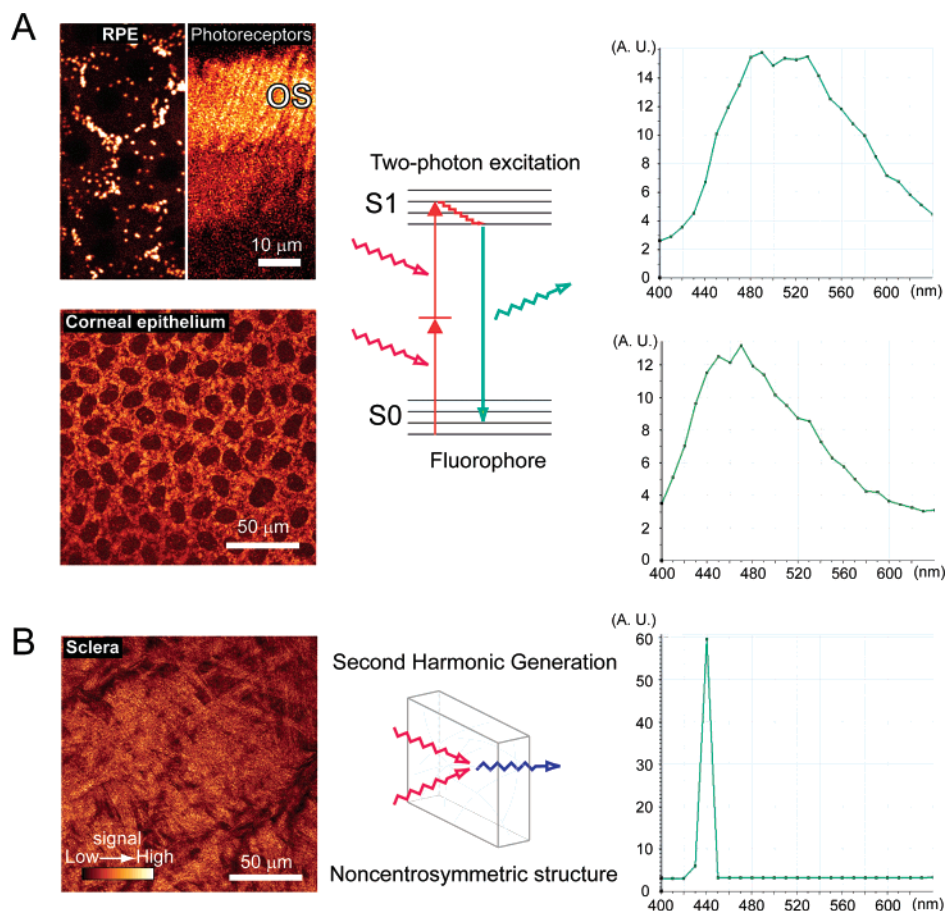 A
RPE
Photoreceptors
OS
10 μm
Corneal epithelium
50 μm
Two-photon excitation
S1
S0
Fluorophore
(A. U.)
14
12
10
8
6
4
2
0
400 440 480 520 560 600 (nm)
(A. U.)
12
10
8
6
4
2
0
400 440 480 520 560 600 (nm)
B
Sclera
signal
Low High
50 μm
Second Harmonic Generation
Noncentrosymmetric structure
(A. U.)
60
50
40
30
20
10
0
400 440 480 520 560 600 (nm)